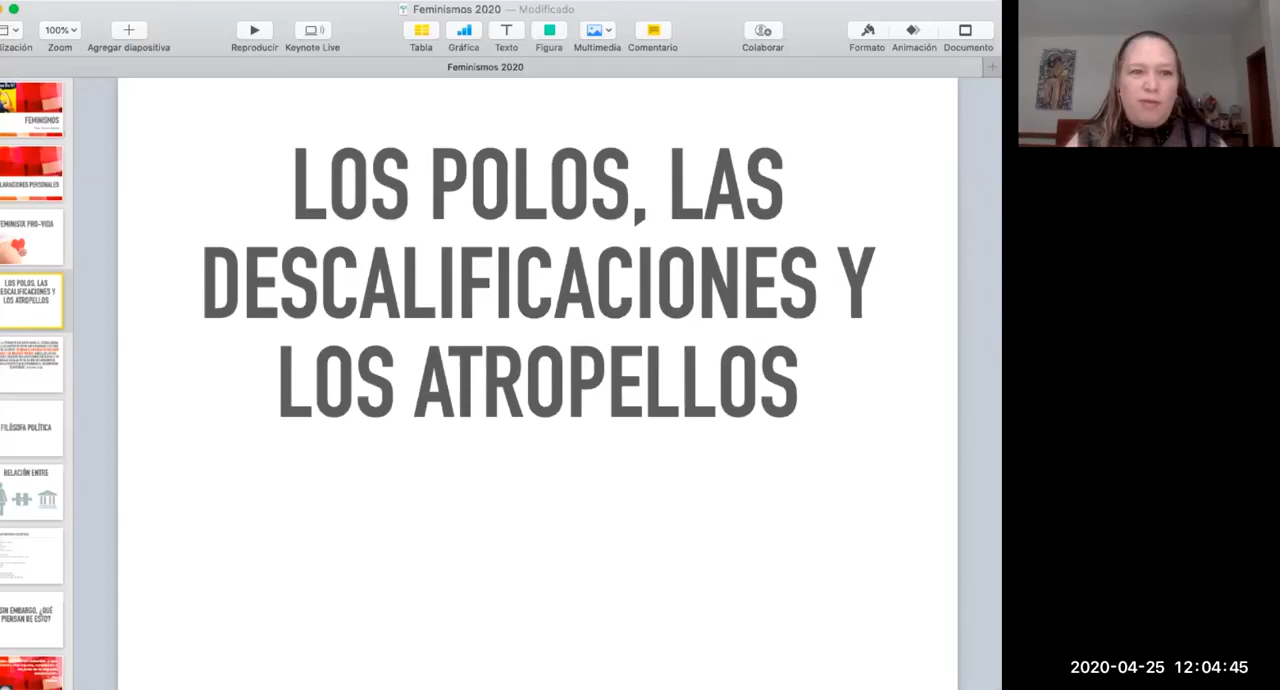 Feminismos 2020 — Modificado
100%
Zoom
Agregar diapositiva
Reproducir
Keynote Live
Tabla
Gráfica
Texto
Figura
Multimedia
Comentario
Colaborar
Formato
Animación
Documento
Feminismos 2020
FEMINISMOS
FEMINISTA PRO-VIDA
LOS POLOS, LAS
DESCALIFICACIONES Y
LOS ATROPELLOS
FILÓSOFA POLÍTICA
RELACIÓN ENTRE
SIN EMBARGO, ¿QUÉ
PIENSAN DE ESTO?
LOS POLOS, LAS
DESCALIFICACIONES Y
LOS ATROPELLOS
2020-04-25 12:04:45